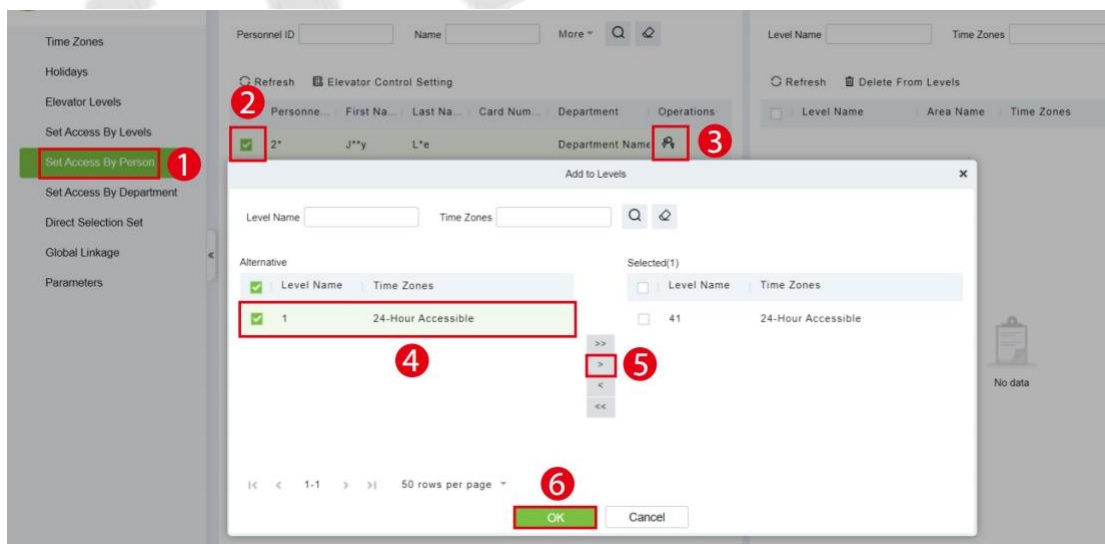 Personnel ID Name More Level Name Time Zones
Time Zones
Holidays
Elevator Levels
Set Access By Levels
Set Access By Person
Set Access By Department
Direct Selection Set
Global Linkage
Parameters
Refresh Elevator Control Setting
Refresh Delete From Levels
Personne... First Na... Last Na... Card Num... Department Operations
Level Name Area Name Time Zones
2* J**y L*e Department Name
1
2
3
Add to Levels ×
Level Name Time Zones
Alternative
Level Name Time Zones
1 24-Hour Accessible
4
>>
>
<
<<
5
Selected(1)
Level Name Time Zones
41 24-Hour Accessible
No data
|< < 1-1 > >| 50 rows per page
6
OK Cancel
«